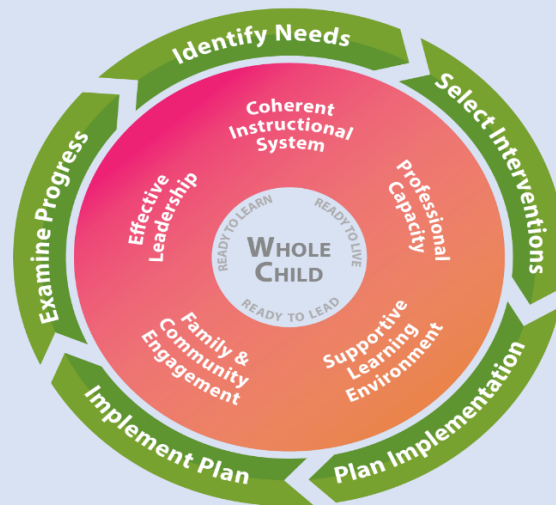 Identify Needs
Select Interventions
Plan Implementation
Implement Plan
Examine Progress
Coherent
Instructional
System
Professional
Capacity
Supportive
Learning
Environment
Family &
Community
Engagement
Effective
Leadership
READY TO LEARN
READY TO LIVE
READY TO LEAD
WHOLE
CHILD